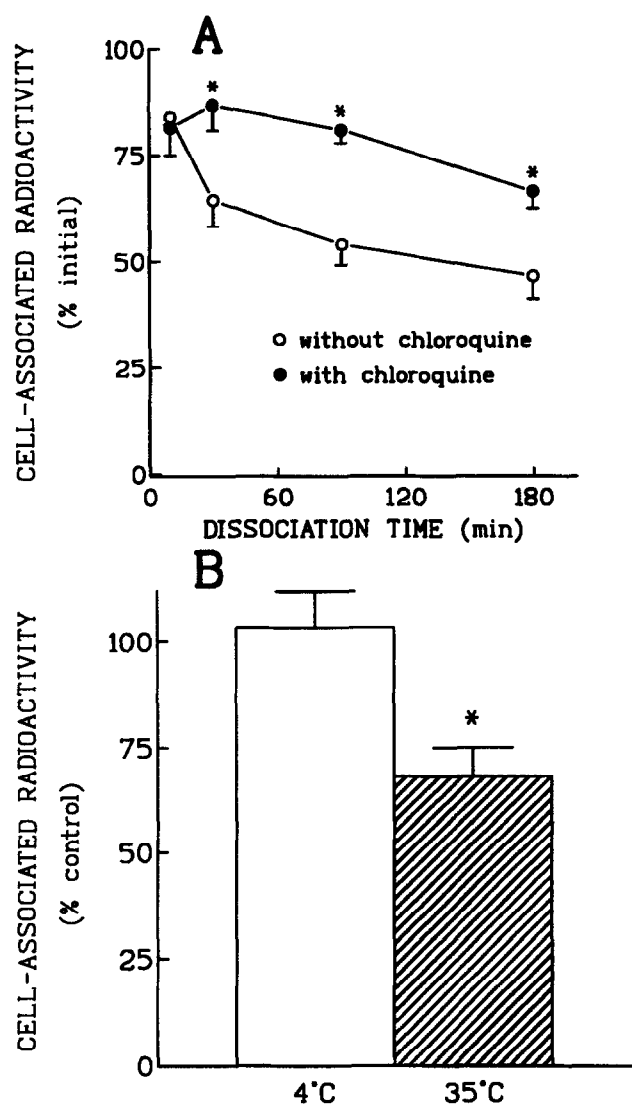 A
CELL-ASSOCIATED RADIOACTIVITY
(% initial)
100
75
50
25
0
*
*
*
without chloroquine
with chloroquine
0 60 120 180
DISSOCIATION TIME (min)
B
CELL-ASSOCIATED RADIOACTIVITY
(% control)
100
75
50
25
0
*
4°C 35°C